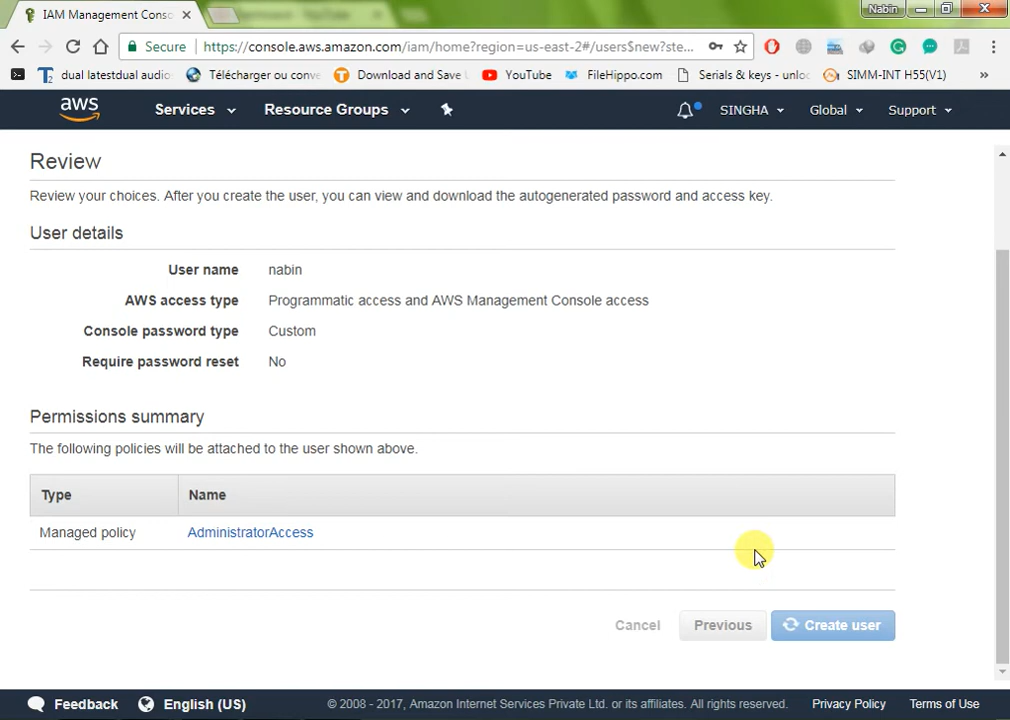 IAM Management Conso
Nabin
Secure
https://console.aws.amazon.com/iam/home?region=us-east-2#/users$new?ste...
dual latestdual audio
Télécharger ou conve
Download and Save
YouTube
FileHippo.com
Serials & keys - unloc
SIMM-INT H55(V1)
»
aws
Services
Resource Groups
SINGHA
Global
Support
Review
Review your choices. After you create the user, you can view and download the autogenerated password and access key.
User details
User name nabin
AWS access type Programmatic access and AWS Management Console access
Console password type Custom
Require password reset No
Permissions summary
The following policies will be attached to the user shown above.
Type Name
Managed policy AdministratorAccess
Cancel Previous Create user
Feedback English (US) © 2008 - 2017, Amazon Internet Services Private Ltd. or its affiliates. All rights reserved. Privacy Policy Terms of Use